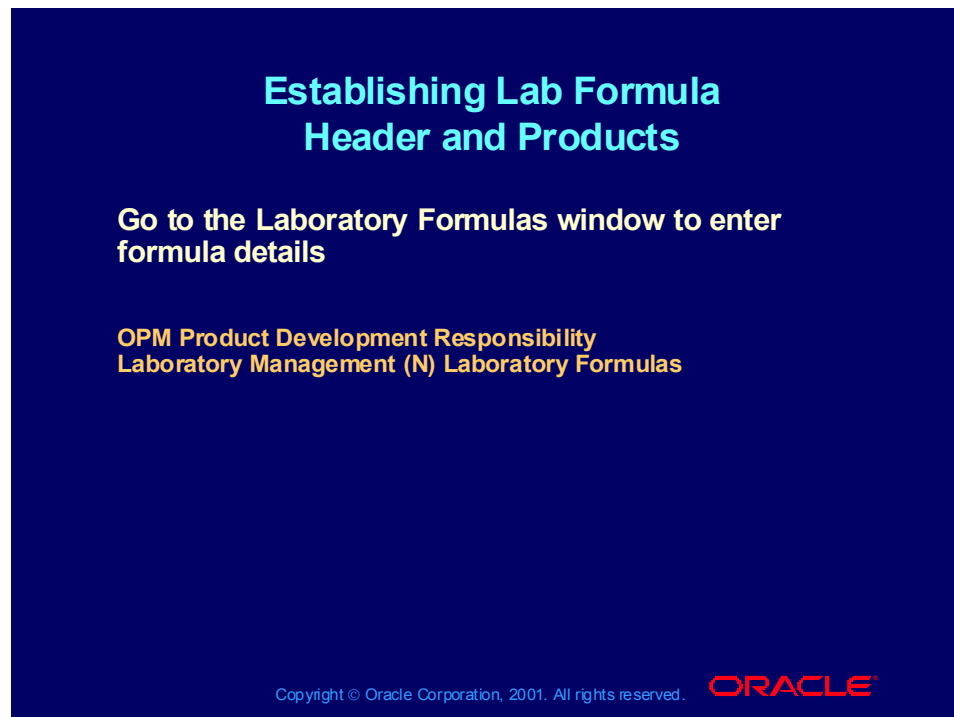 Establishing Lab Formula
Header and Products
Go to the Laboratory Formulas window to enter
formula details
OPM Product Development Responsibility
Laboratory Management (N) Laboratory Formulas
Copyright © Oracle Corporation, 2001. All rights reserved.
ORACLE®